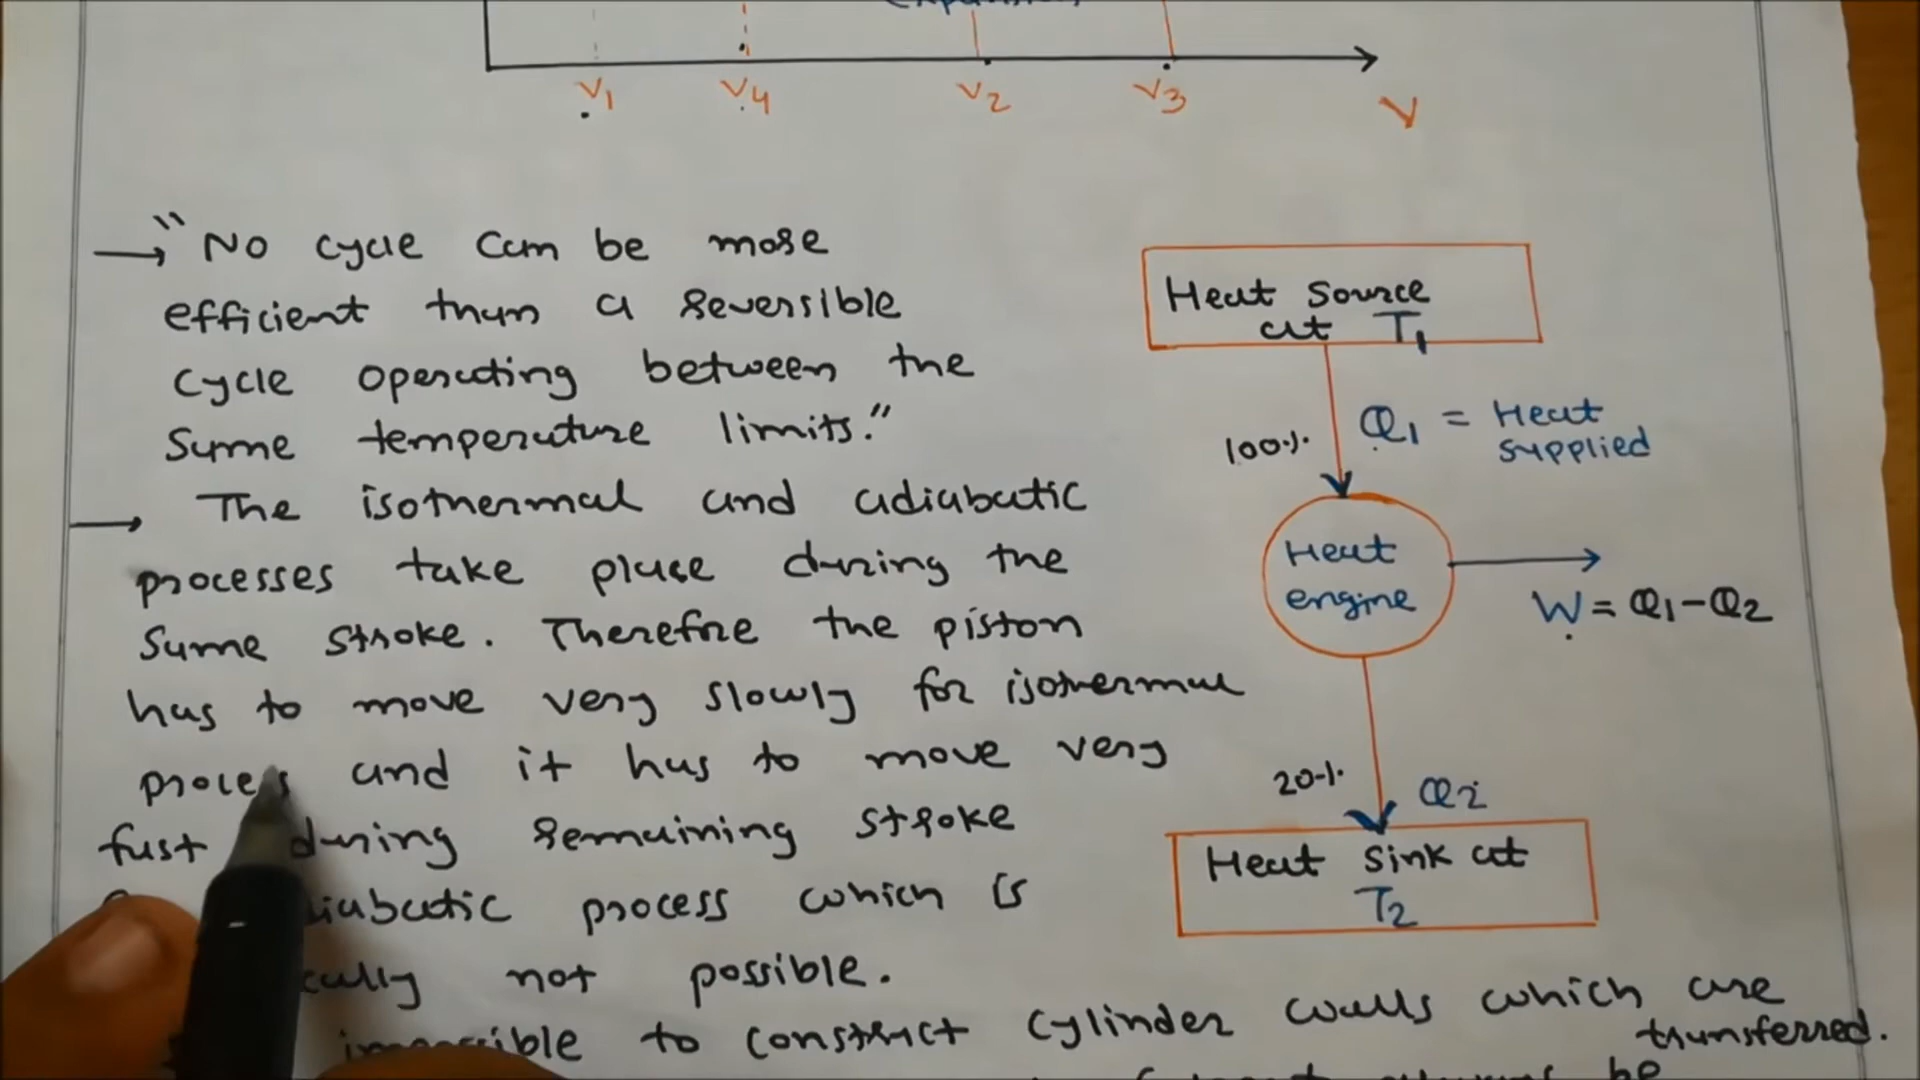 V1 V4 V2 V3 V
"No cycle can be more
efficient than a reversible
cycle operating between the
same temperature limits."
The isothermal and adiabatic
processes take place during the
same stroke. Therefore the piston
has to move very slowly for isothermal
process and it has to move very
fast during remaining stroke
process which is
not possible.
to construct cylinder walls which are
transferred.
be
Heat source
at T1
100%
Q1 = Heat
supplied
Heat
engine
W = Q1-Q2
20%
Q2
Heat sink at
T2